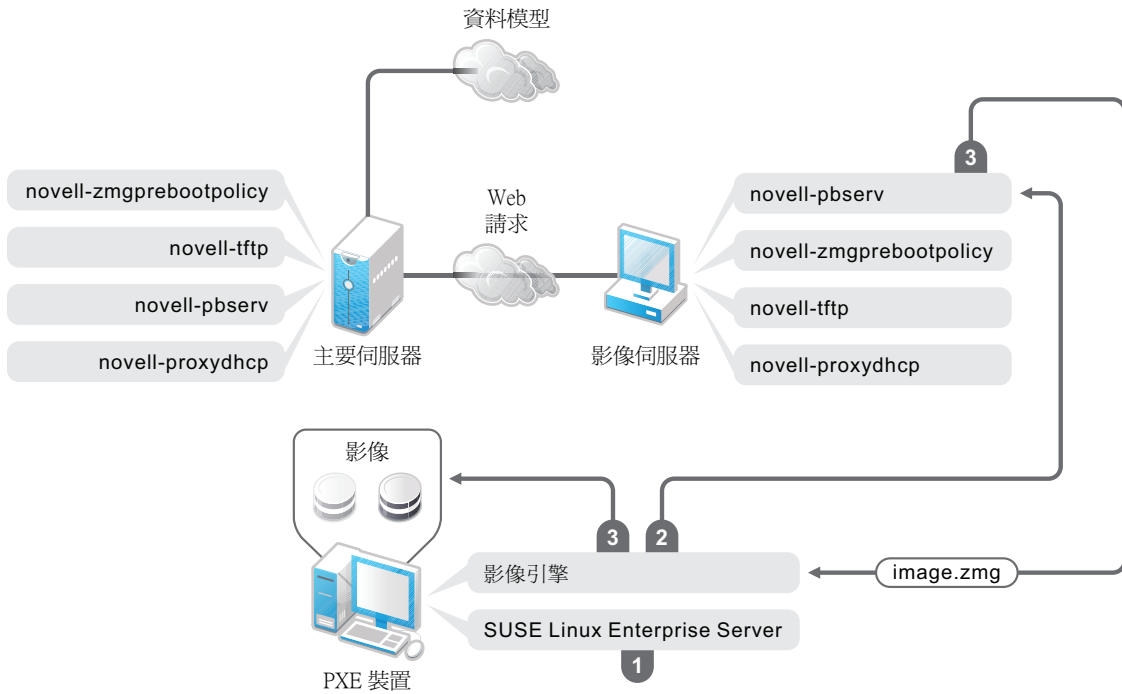 資料模型
3
novell-zmgprebootpolicy
novell-tftp
novell-pbserv
novell-proxydhcp
主要伺服器
Web
請求
影像伺服器
novell-pbserv
novell-zmgprebootpolicy
novell-tftp
novell-proxydhcp
影像
3
2
影像引擎
image.zmg
SUSE Linux Enterprise Server
1
PXE 裝置